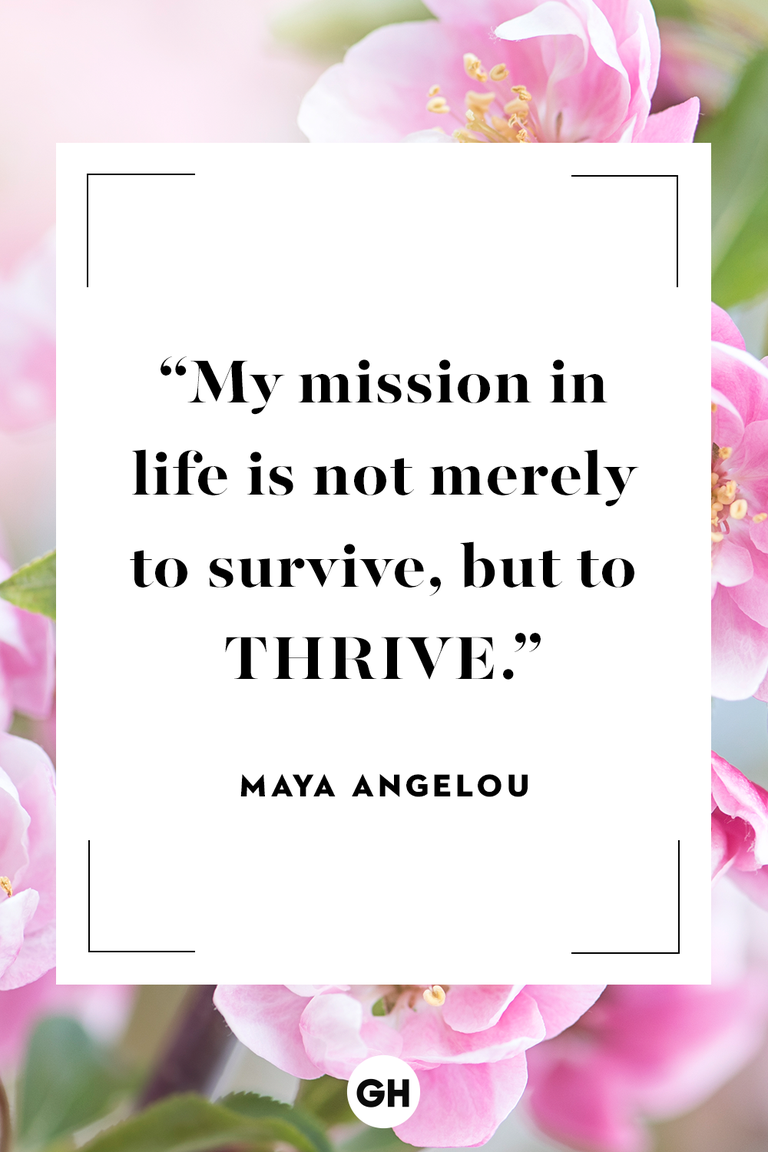 “My mission in
life is not merely
to survive, but to
THRIVE.”
MAYA ANGELOU
GH